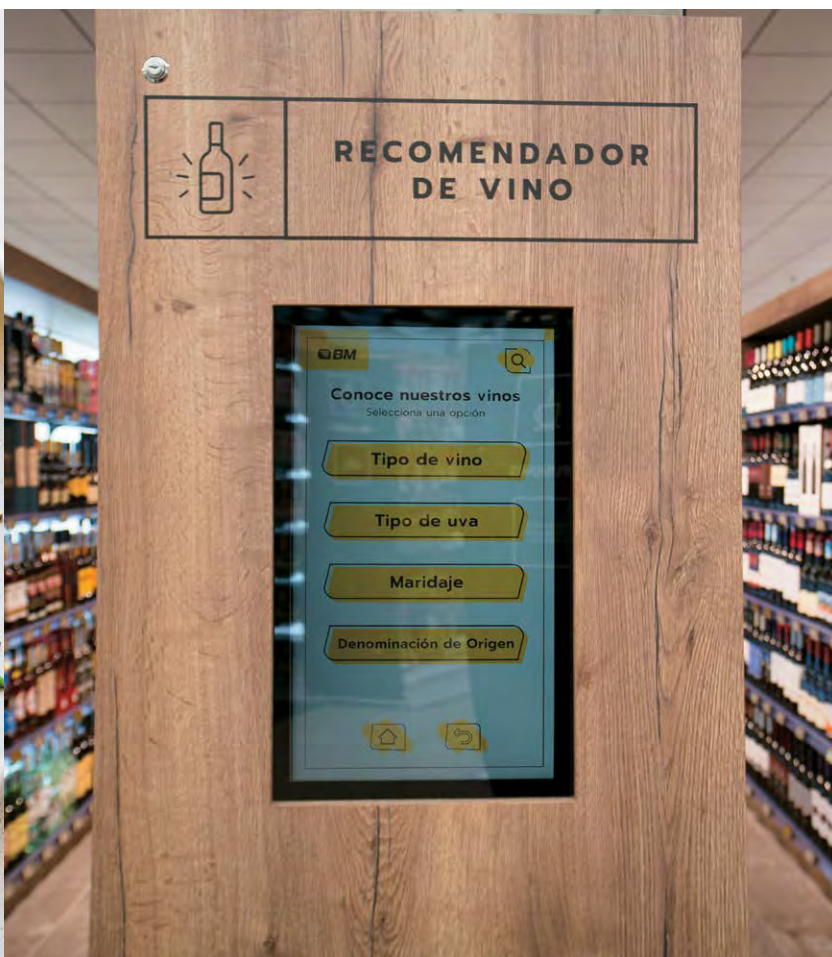 RECOMENDADOR
DE VINO
BM
Conoce nuestros vinos
Selecciona una opción
Tipo de vino
Tipo de uva
Maridaje
Denominación de Origen